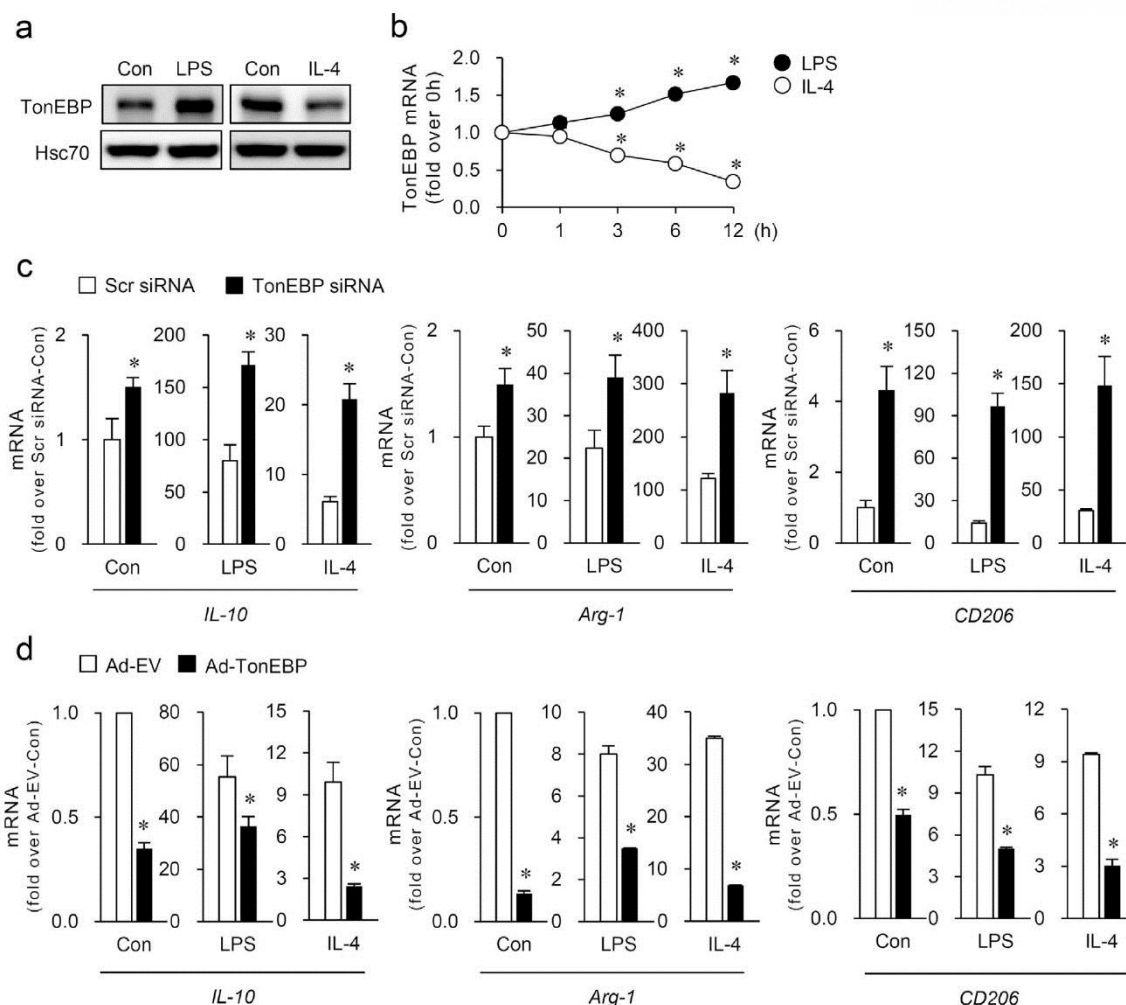 a
Con LPS Con IL-4
TonEBP
Hsc70
b
TonEBP mRNA
(fold over 0h)
2.0
1.5
1.0
0.5
0.0
* * *
* * *
0 1 3 6 12 (h)
LPS
IL-4
c
Scr siRNA TonEBP siRNA
mRNA
(fold over Scr siRNA-Con)
2
1
0
*
Con
200
150
100
50
0
*
LPS
30
20
10
0
*
IL-4
IL-10
mRNA
(fold over Scr siRNA-Con)
2
1
0
*
Con
50
40
30
20
10
0
*
LPS
400
300
200
100
0
*
IL-4
Arg-1
mRNA
(fold over Scr siRNA-Con)
6
4
2
0
*
Con
150
120
90
60
30
0
*
LPS
200
150
100
50
0
*
IL-4
CD206
d
Ad-EV Ad-TonEBP
mRNA
(fold over Ad-EV-Con)
1.0
0.5
0.0
*
Con
80
60
40
20
0
*
LPS
15
12
9
6
3
0
*
IL-4
IL-10
mRNA
(fold over Ad-EV-Con)
1.0
0.5
0.0
*
Con
10
8
6
4
2
0
*
LPS
40
30
20
10
0
*
IL-4
Arg-1
mRNA
(fold over Ad-EV-Con)
1.0
0.5
0.0
*
Con
15
12
9
6
3
0
*
LPS
12
9
6
3
0
*
IL-4
CD206